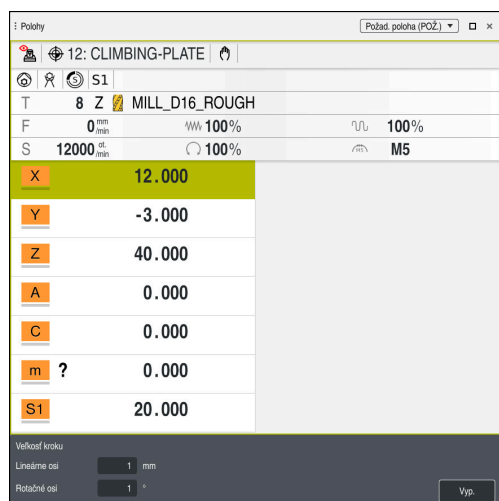 Polohy
Požad. poloha (POŽ.)
12: CLIMBING-PLATE
S S1
T 8 Z MILL_D16_ROUGH
F 0 mm/min 100% 100%
S 12000 ot./min 100% M5 M5
X 12.000
Y -3.000
Z 40.000
A 0.000
C 0.000
m ? 0.000
S1 20.000
Veľkosť kroku
Lineárne osi 1 mm
Rotačné osi 1 °
Vyp.